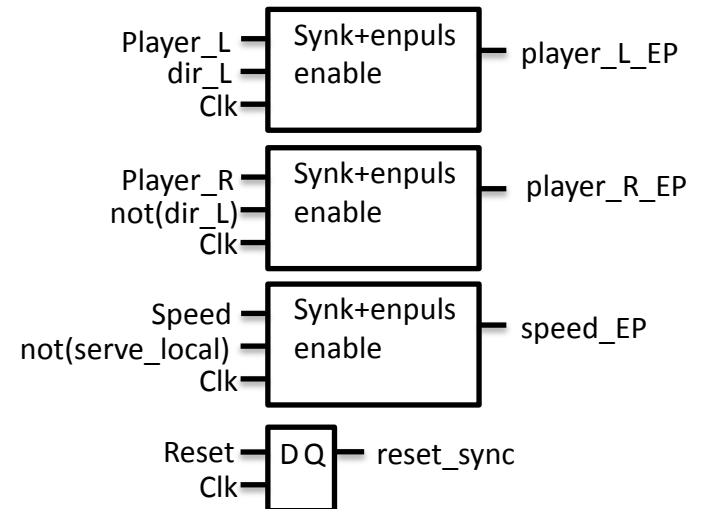 Player_L
Synk+enpuls
player_L_EP
dir_L
enable
Clk
Player_R
Synk+enpuls
player_R_EP
not(dir_L)
enable
Clk
Speed
Synk+enpuls
speed_EP
not(serve_local)
enable
Clk
Reset
D Q
reset_sync
Clk